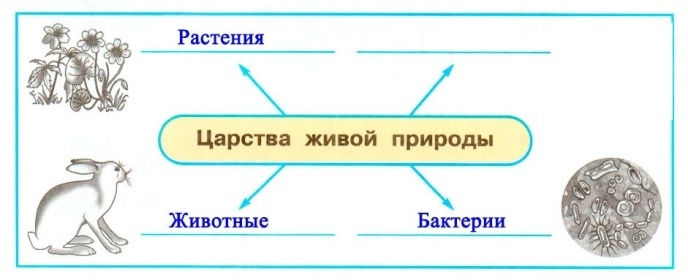 Растения
Царства живой природы
Животные
Бактерии